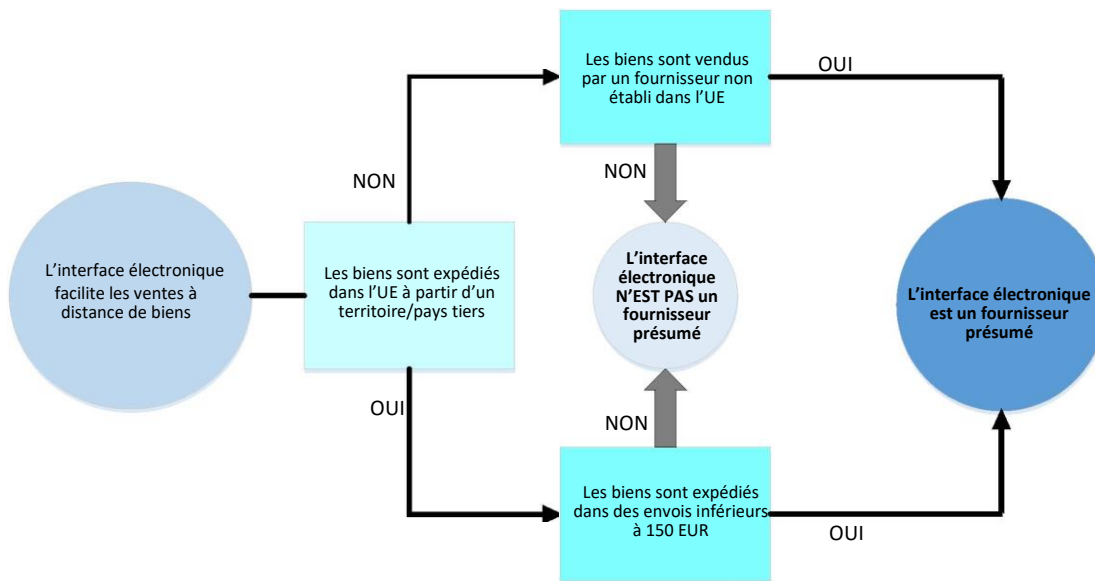 L’interface électronique
facilite les ventes à
distance de biens
NON
Les biens sont expédiés
dans l’UE à partir d’un
territoire/pays tiers
OUI
Les biens sont vendus
par un fournisseur non
établi dans l’UE
OUI
NON
L’interface
électronique
N’EST PAS un
fournisseur
présumé
NON
Les biens sont expédiés
dans des envois inférieurs
à 150 EUR
OUI
L’interface électronique
est un fournisseur
présumé